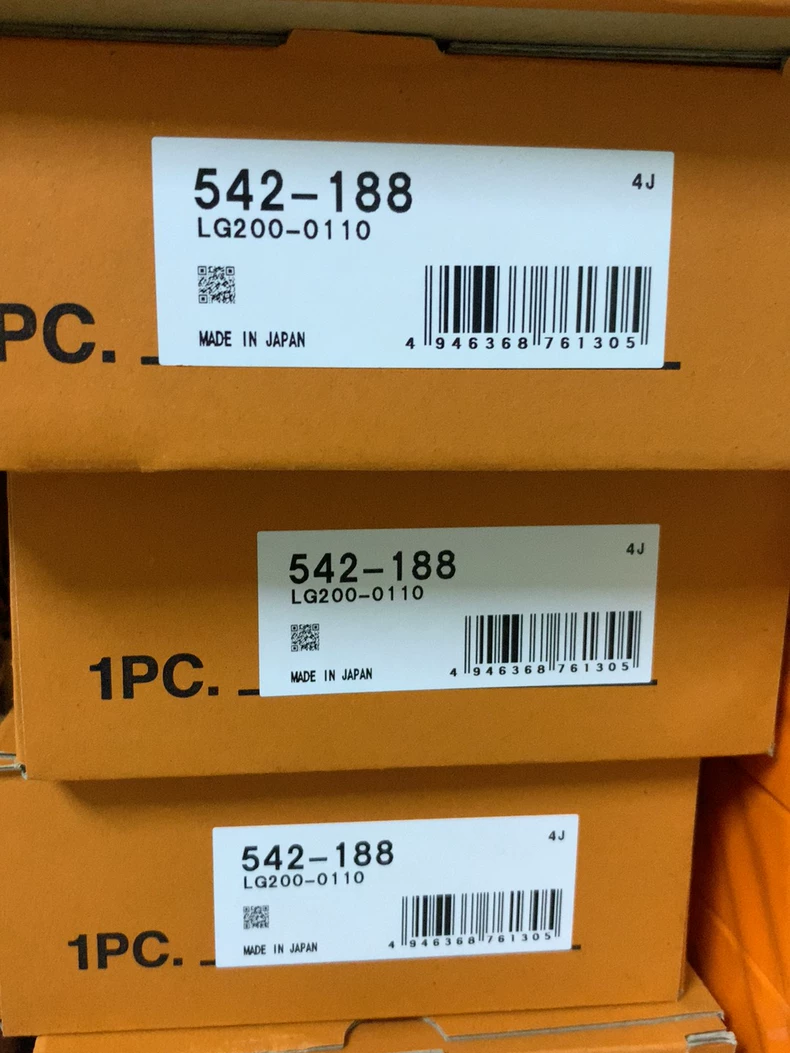 542-188
4J
LG200-0110
PC.
MADE IN JAPAN
4 946368 761305
542-188
4J
LG200-0110
1PC.
MADE IN JAPAN
4 946368 761305
542-188
4J
LG200-0110
1PC.
MADE IN JAPAN
4 946368 761305